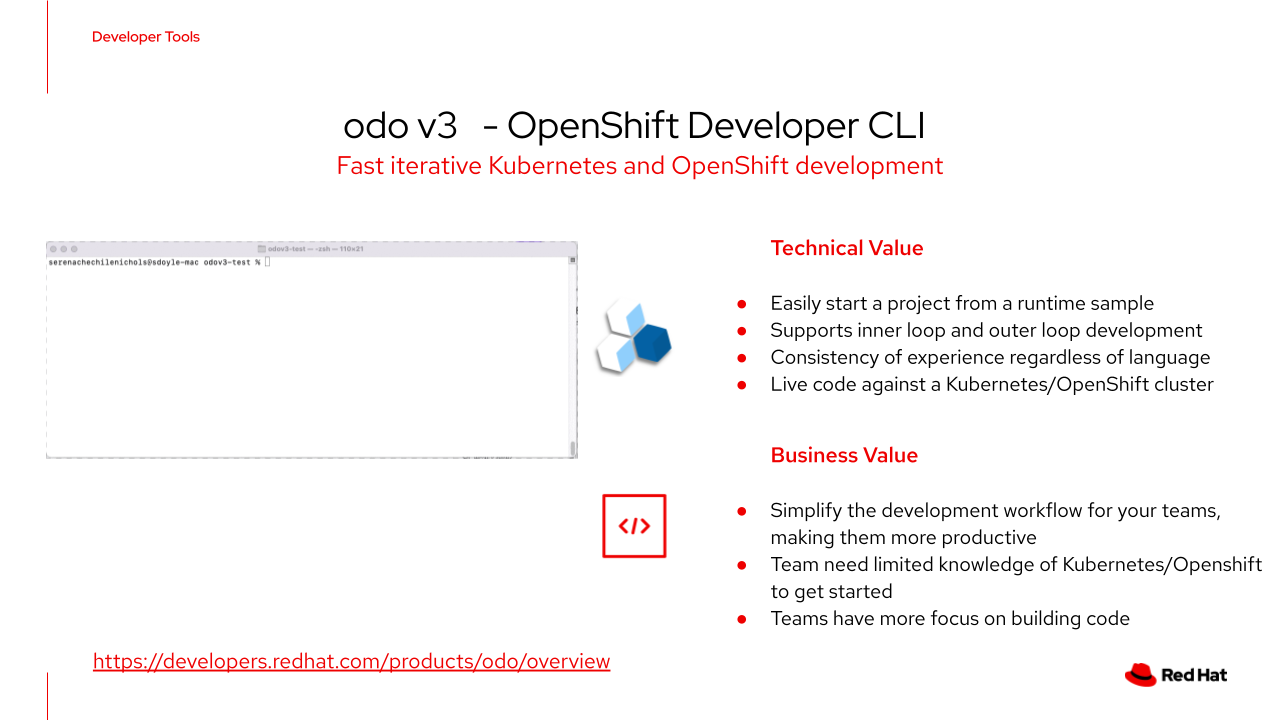 Developer Tools
odo v3 - OpenShift Developer CLI
Fast iterative Kubernetes and OpenShift development
odov3-test — -zsh — 110×21
serenachechilenichols@sdoyle-mac odov3-test %
</>
Technical Value
● Easily start a project from a runtime sample
● Supports inner loop and outer loop development
● Consistency of experience regardless of language
● Live code against a Kubernetes/OpenShift cluster
Business Value
● Simplify the development workflow for your teams,
making them more productive
● Team need limited knowledge of Kubernetes/Openshift
to get started
● Teams have more focus on building code
https://developers.redhat.com/products/odo/overview
Red Hat